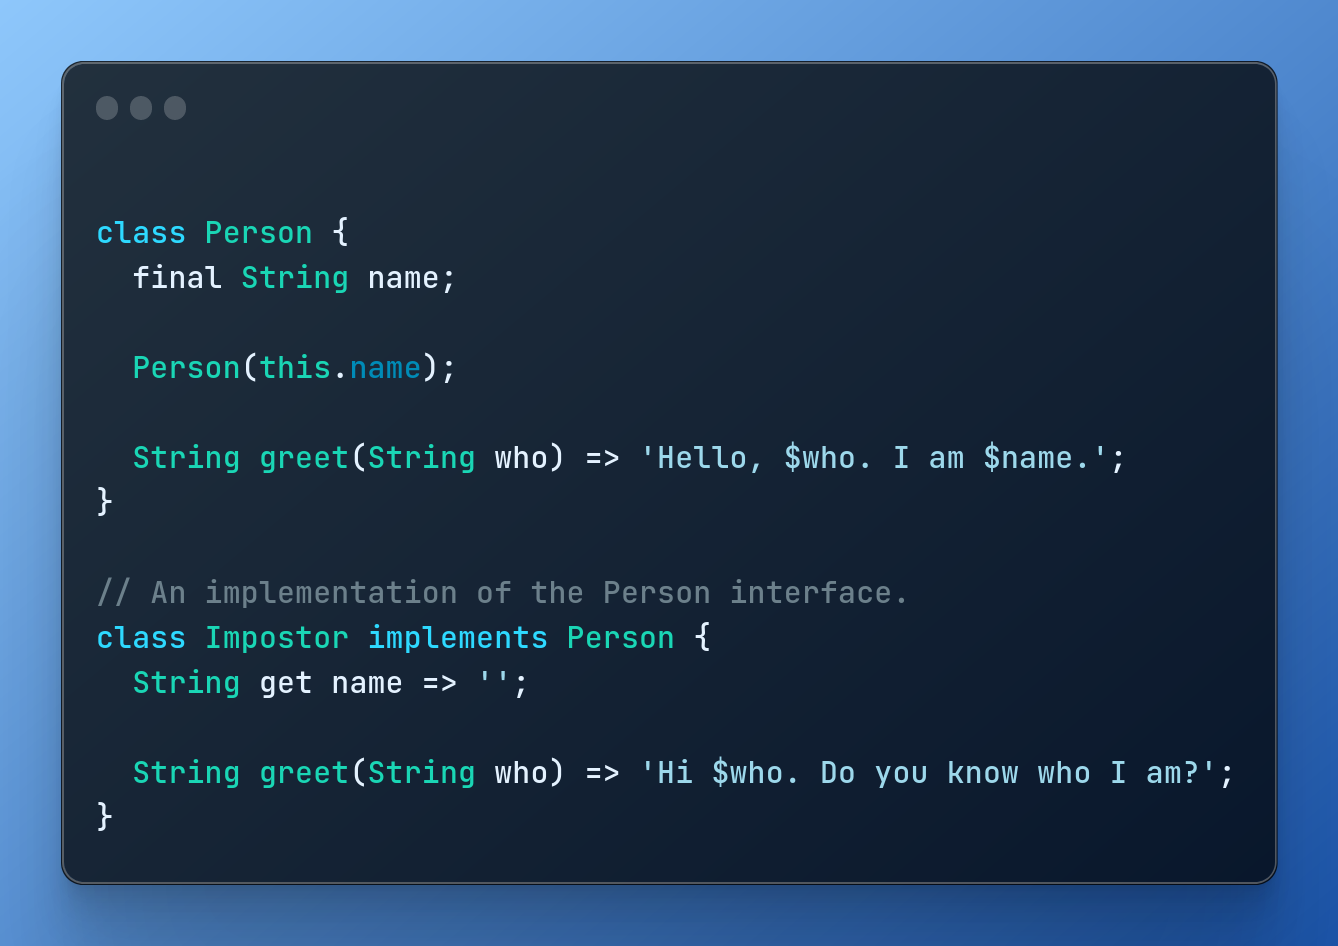 class Person {
  final String name;

  Person(this.name);

  String greet(String who) => 'Hello, $who. I am $name.';
}

// An implementation of the Person interface.
class Impostor implements Person {
  String get name => '';

  String greet(String who) => 'Hi $who. Do you know who I am?';
}